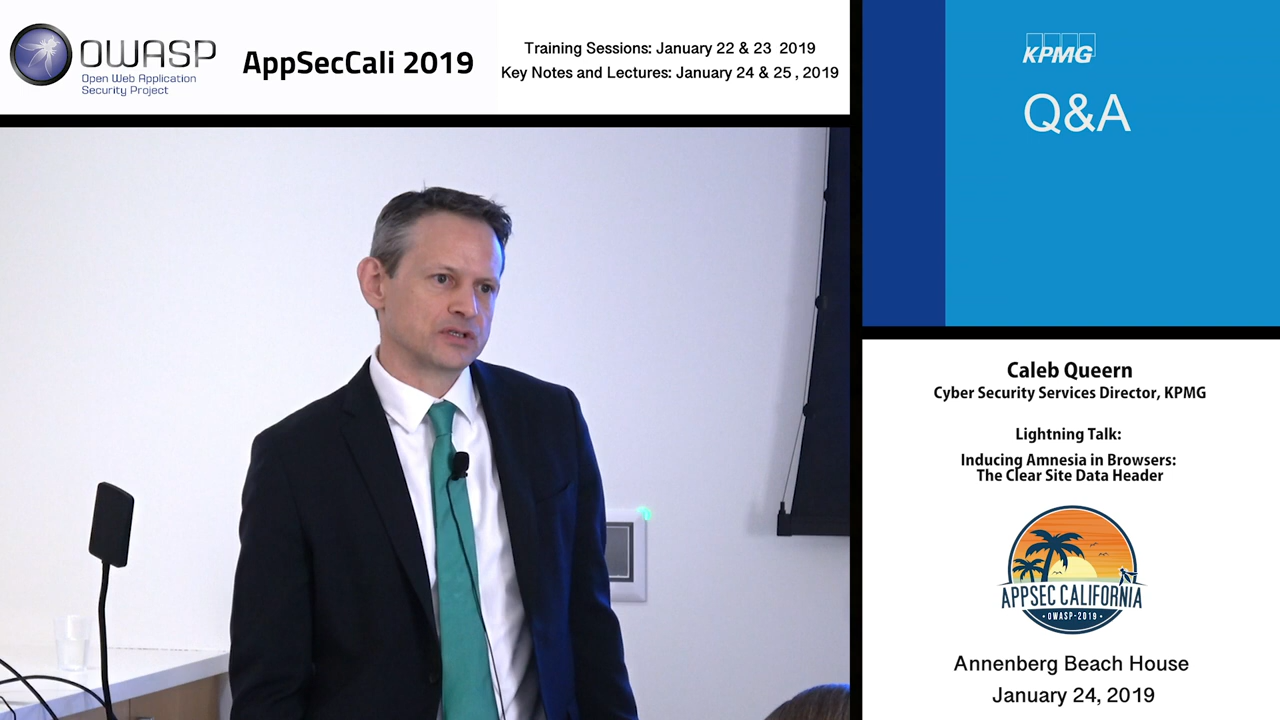 OWASP
Open Web Application
Security Project
AppSecCali 2019
Training Sessions: January 22 & 23 2019
Key Notes and Lectures: January 24 & 25 , 2019
KPMG
Q&A
Caleb Queern
Cyber Security Services Director, KPMG
Lightning Talk:
Inducing Amnesia in Browsers:
The Clear Site Data Header
APPSEC CALIFORNIA
OWASP-2019
Annenberg Beach House
January 24, 2019